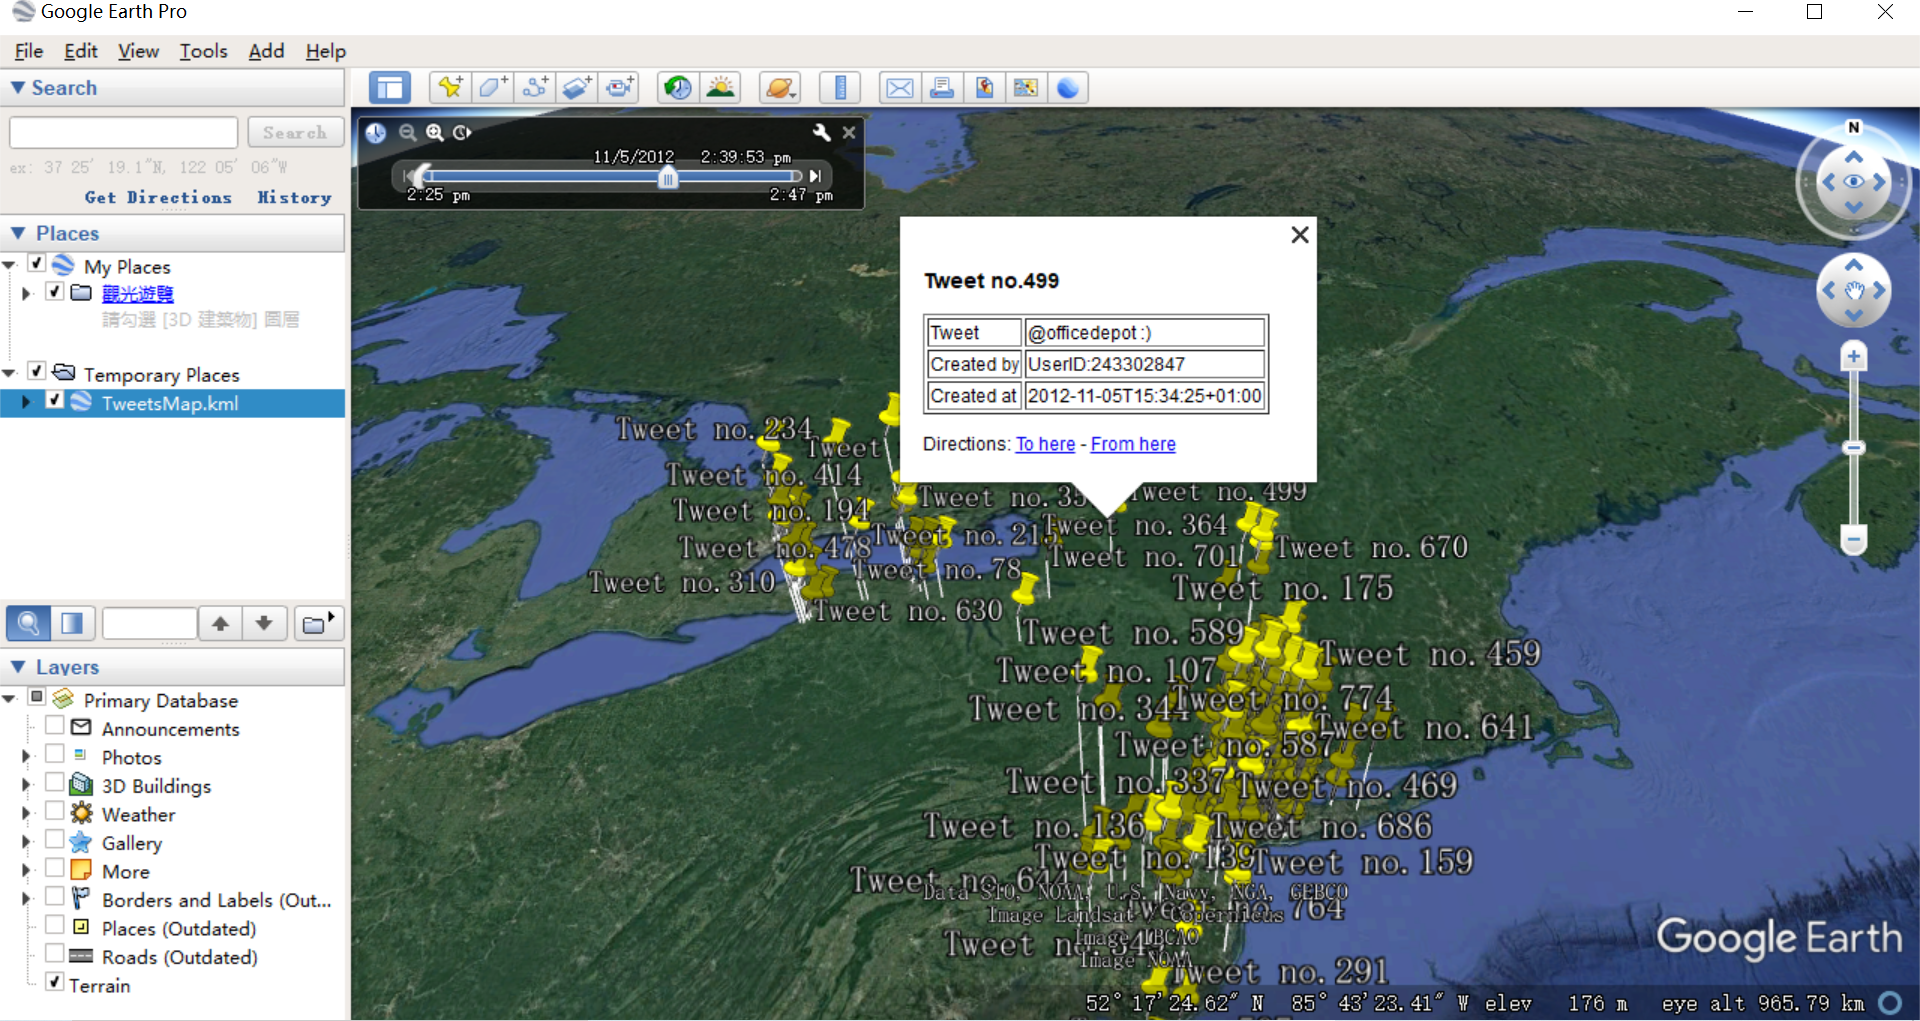 Google Earth Pro
File Edit View Tools Add Help
Search
Search
ex: 37 25' 19.1"N, 122 05' 06"W
Get Directions History
Places
My Places
觀光遊覽
請勾選 [3D 建築物] 圖層
Temporary Places
TweetsMap.kml
Layers
Primary Database
Announcements
Photos
3D Buildings
Weather
Gallery
More
Borders and Labels (Out...
Places (Outdated)
Roads (Outdated)
Terrain
11/5/2012 2:39:53 pm
2:25 pm 2:47 pm
N
Tweet no.499
Tweet @officedepot :)
Created by UserID:243302847
Created at 2012-11-05T15:34:25+01:00
Directions: To here - From here
Tweet no.234
Tweet
Tweet no.414
Tweet no.35
Tweet no.499
Tweet no.194
Tweet no.215
Tweet no.364
Tweet no.478
Tweet no.701
Tweet no.670
Tweet no.310
Tweet no.78
Tweet no.175
Tweet no.630
Tweet no.589
Tweet no.459
Tweet no.107
Tweet no.344
Tweet no.774
Tweet no.641
Tweet no.587
Tweet no.337
Tweet no.469
Tweet no.136
Tweet no.686
Tweet no.139
Tweet no.159
Tweet no.644
Data SIO, NOAA, U.S. Navy, NGA, GEBCO
Image Landsat / Copernicus
764
Tweet
Image IBCAO
Image NOAA
Tweet no.291
Google Earth
52° 17'24.62" N 85° 43'23.41" W elev 176 m eye alt 965.79 km